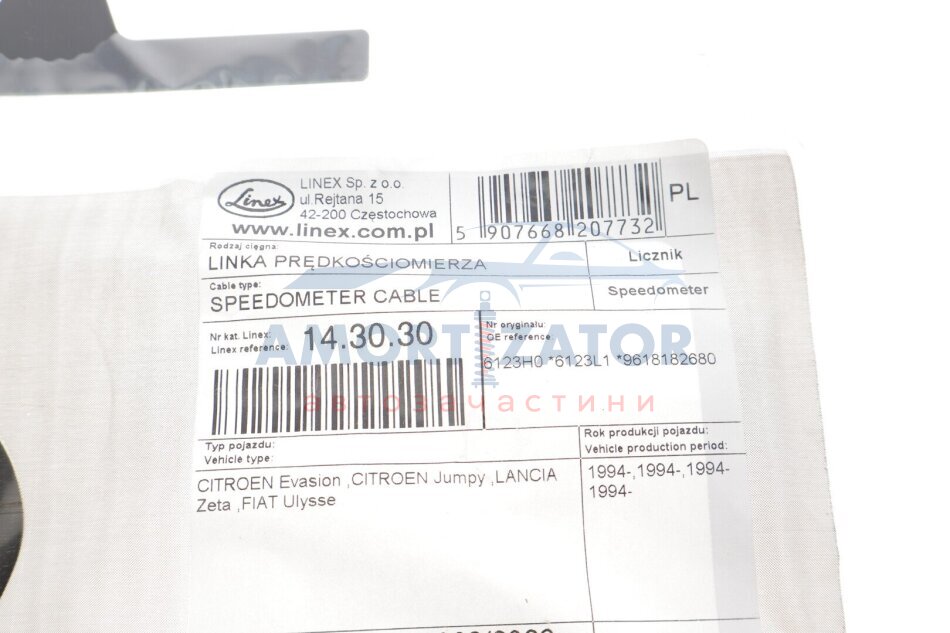 Linex
LINEX Sp. z o.o.
ul.Rejtana 15
42-200 Częstochowa
www.linex.com.pl
5 907668 207732
PL
Rodzaj cięgna:
LINKA PRĘDKOŚCIOMIERZA
Licznik
Cable type:
SPEEDOMETER CABLE
Speedometer
Nr kat. Linex:
Linex reference:
14.30.30
Nr oryginału:
OE reference:
6123H0 *6123L1 *9618182680
AMORTIZATOR
автозапчастини
Typ pojazdu:
Vehicle type:
Rok produkcji pojazdu:
Vehicle production period:
CITROEN Evasion ,CITROEN Jumpy ,LANCIA
Zeta ,FIAT Ulysse
1994-,1994-,1994-
1994-